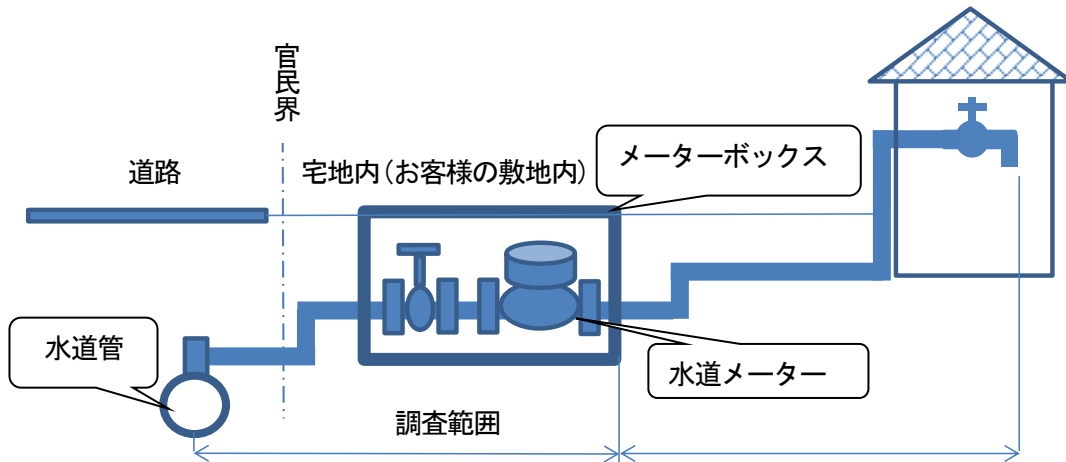 官民界
道路
宅地内（お客様の敷地内）
メーターボックス
水道管
水道メーター
調査範囲